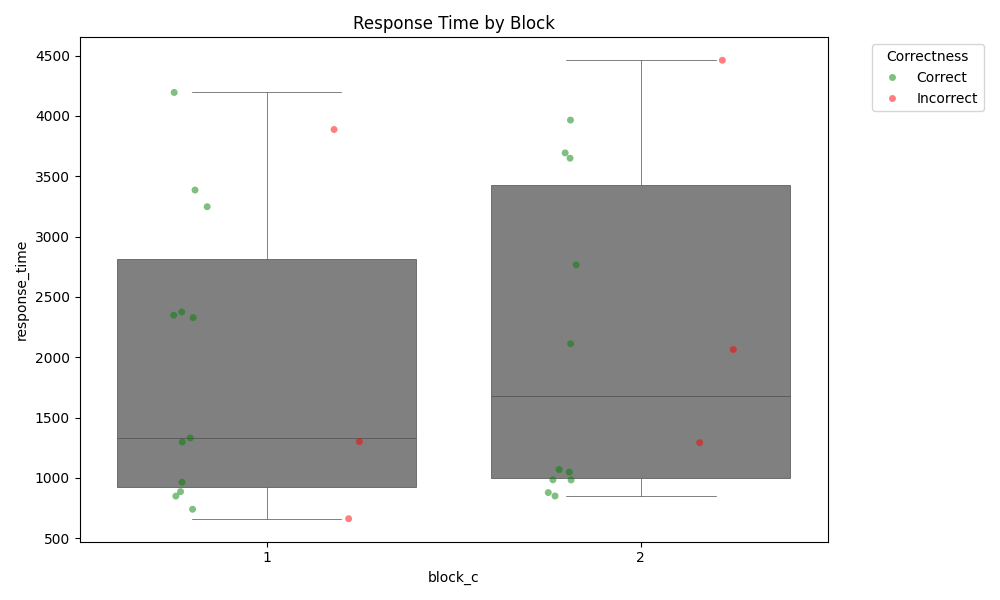 Response Time by Block
Correctness
Correct
Incorrect
response_time
4500
4000
3500
3000
2500
2000
1500
1000
500
1
2
block_c